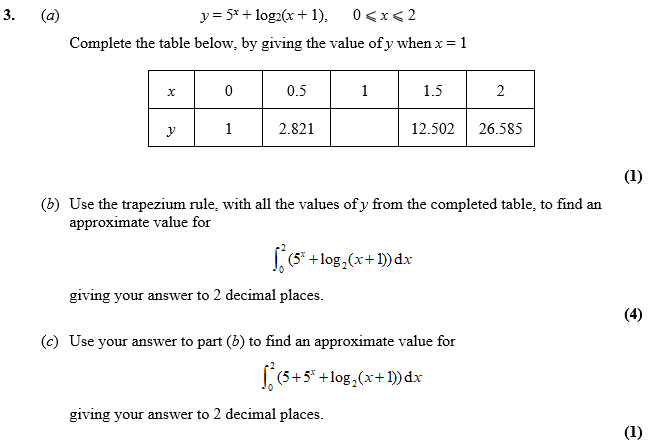 3. (a) y = 5ˣ + log₂(x + 1), 0 ⩽ x ⩽ 2
Complete the table below, by giving the value of y when x = 1
x 0 0.5 1 1.5 2
y 1 2.821 12.502 26.585
(1)
(b) Use the trapezium rule, with all the values of y from the completed table, to find an
approximate value for
∫₀² (5ˣ + log₂(x + 1)) dx
giving your answer to 2 decimal places.
(4)
(c) Use your answer to part (b) to find an approximate value for
∫₀² (5 + 5ˣ + log₂(x + 1)) dx
giving your answer to 2 decimal places.
(1)